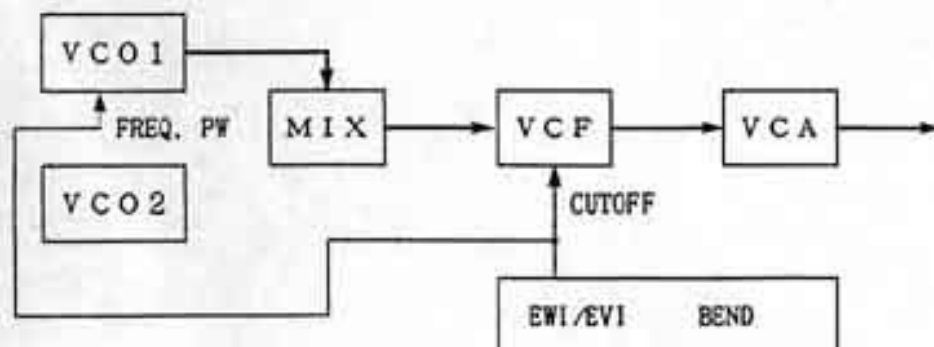 VCO1
FREQ. PW
MIX
VCF
VCA
VCO2
CUTOFF
EWI/EVI BEND